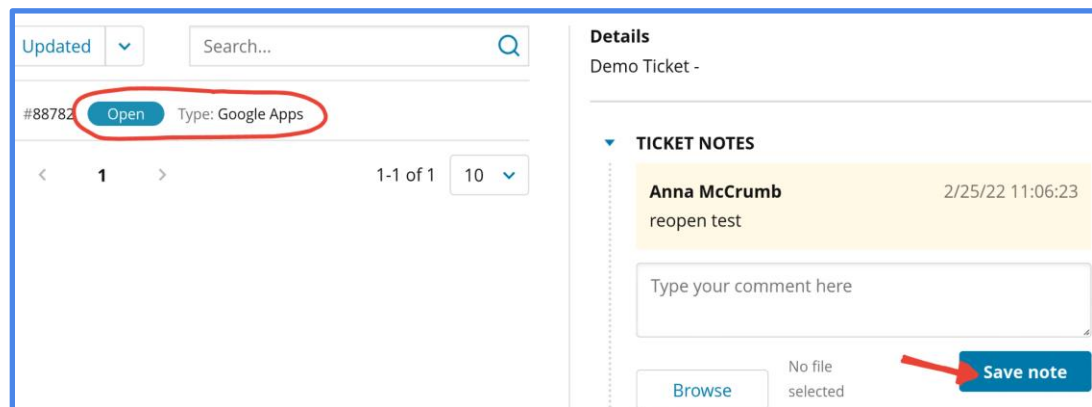 Updated
Search...
#88782 Open Type: Google Apps
1
1-1 of 1
10
Details
Demo Ticket -
TICKET NOTES
Anna McCrumb 2/25/22 11:06:23
reopen test
Type your comment here
Browse
No file
selected
Save note